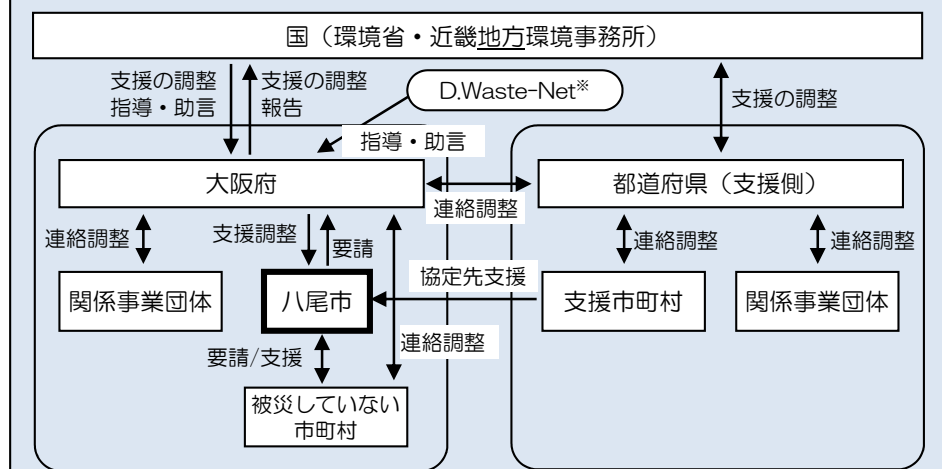 国（環境省・近畿地方環境事務所）
支援の調整
指導・助言
支援の調整
報告
D.Waste-Net※
支援の調整
指導・助言
大阪府
都道府県（支援側）
連絡調整
連絡調整
支援調整
要請
連絡調整
連絡調整
関係事業団体
八尾市
協定先支援
支援市町村
関係事業団体
要請/支援
連絡調整
被災していない
市町村